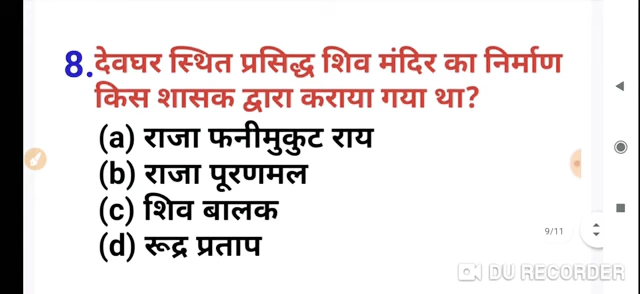 8. देवघर स्थित प्रसिद्ध शिव मंदिर का निर्माण
किस शासक द्वारा कराया गया था?
(a) राजा फनीमुकुट राय
(b) राजा पूरणमल
(c) शिव बालक
(d) रूद्र प्रताप
9/11
DU RECORDER